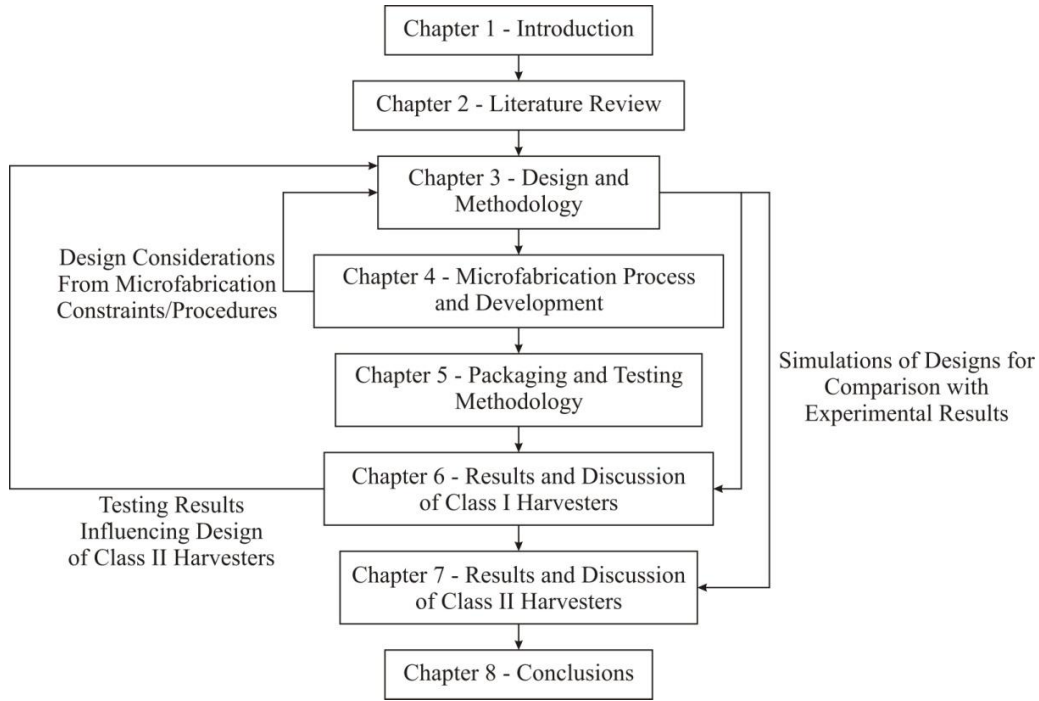 Chapter 1 - Introduction
Chapter 2 - Literature Review
Chapter 3 - Design and
Methodology
Design Considerations
From Microfabrication
Constraints/Procedures
Chapter 4 - Microfabrication Process
and Development
Chapter 5 - Packaging and Testing
Methodology
Simulations of Designs for
Comparison with
Experimental Results
Chapter 6 - Results and Discussion
of Class I Harvesters
Testing Results
Influencing Design
of Class II Harvesters
Chapter 7 - Results and Discussion
of Class II Harvesters
Chapter 8 - Conclusions